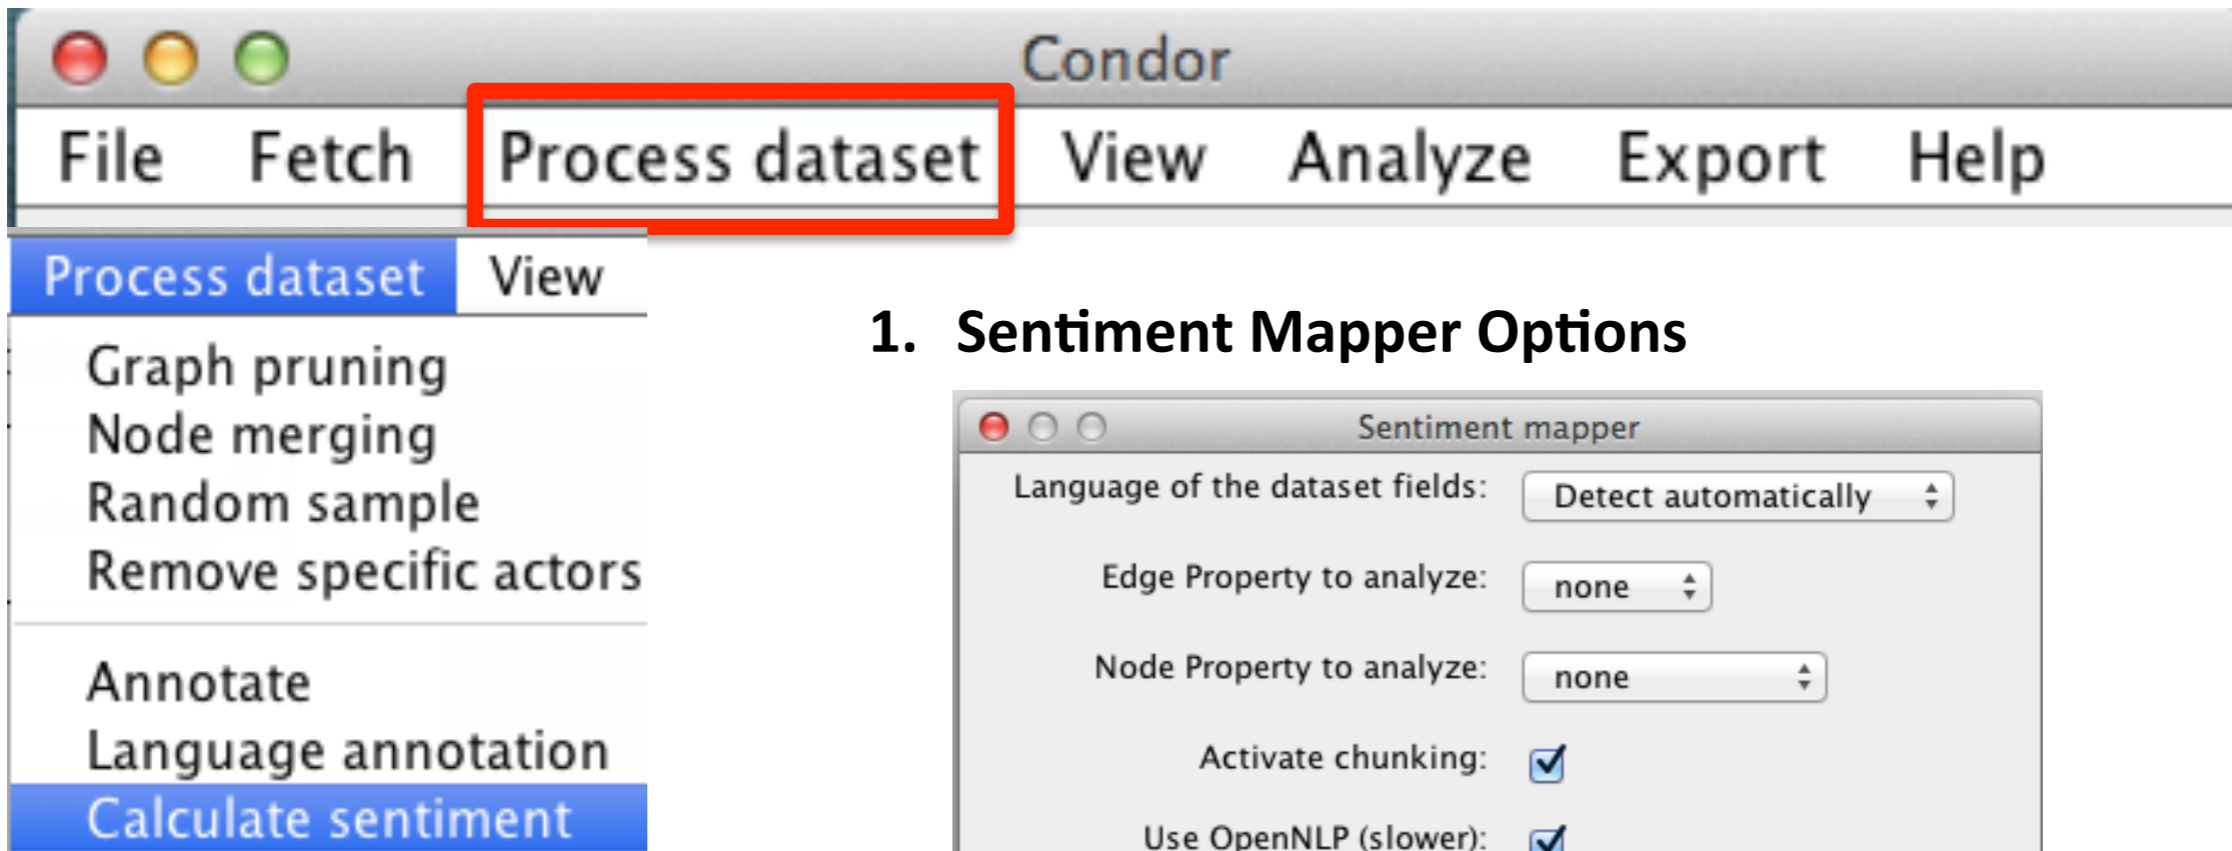 Condor
File Fetch Process dataset View Analyze Export Help
Process dataset View
Graph pruning
Node merging
Random sample
Remove specific actors
Annotate
Language annotation
Calculate sentiment
1. Sentiment Mapper Options
Sentiment mapper
Language of the dataset fields: Detect automatically
Edge Property to analyze: none
Node Property to analyze: none
Activate chunking:
Use OpenNLP (slower):